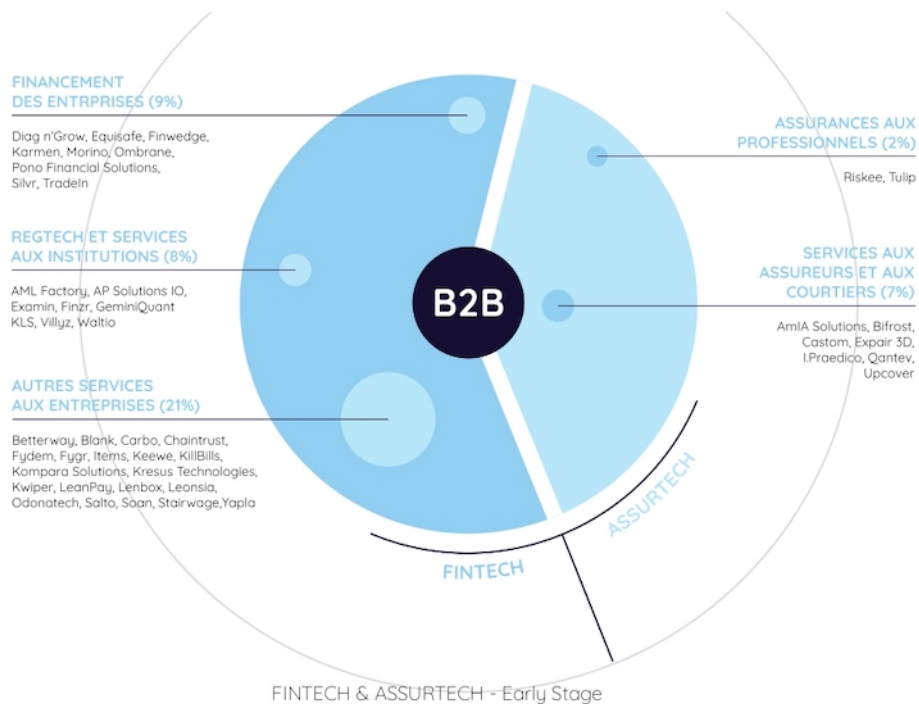 FINANCEMENT
DES ENTRPRISES (9%)
Diag n'Grow, Equisafe, Finwedge,
Karmen, Morino, Ombrane,
Pono Financial Solutions,
Silvr, TradeIn
REGTECH ET SERVICES
AUX INSTITUTIONS (8%)
AML Factory, AP Solutions IO,
Examin, Finzr, GeminiQuant
KLS, Villyz, Waltio
AUTRES SERVICES
AUX ENTREPRISES (21%)
Betterway, Blank, Carbo, Chaintrust,
Fydem, Fygr, Items, Keewe, KillBills,
Kompara Solutions, Kresus Technologies,
Kwiper, LeanPay, Lenbox, Leonsia,
Odonatech, Salto, Soan, Stairwage,Yapla
B2B
ASSURANCES AUX
PROFESSIONNELS (2%)
Riskee, Tulip
SERVICES AUX
ASSUREURS ET AUX
COURTIERS (7%)
AmIA Solutions, Bifrost,
Castom, Expair 3D,
I.Praedico, Qantev,
Upcover
FINTECH
ASSURTECH
FINTECH & ASSURTECH - Early Stage